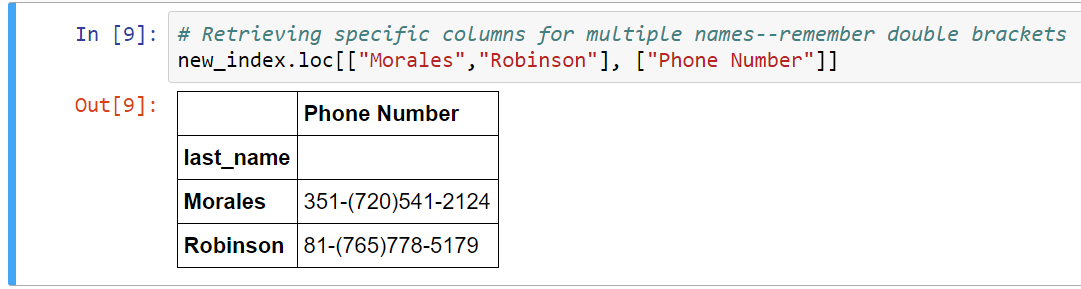 In [9]: # Retrieving specific columns for multiple names--remember double brackets
new_index.loc[["Morales","Robinson"], ["Phone Number"]]
Out[9]:
Phone Number
last_name
Morales 351-(720)541-2124
Robinson 81-(765)778-5179